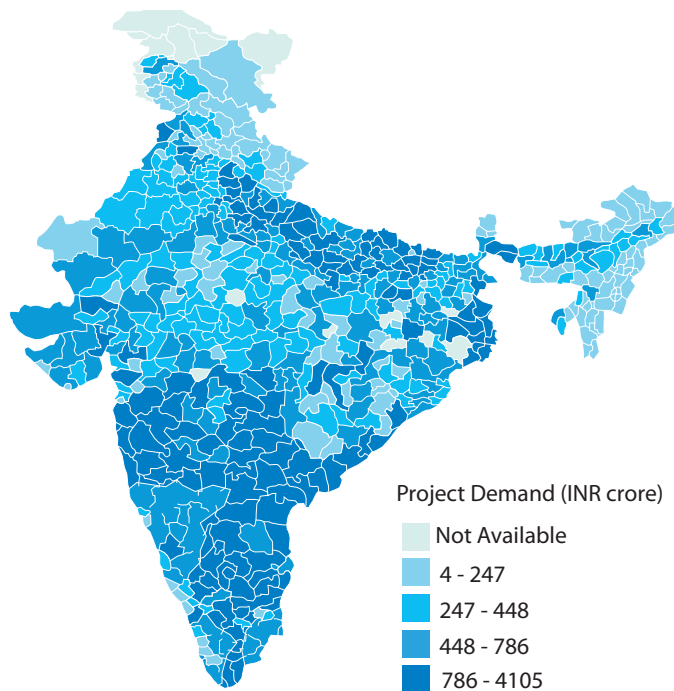 Project Demand (INR crore)
Not Available
4 - 247
247 - 448
448 - 786
786 - 4105